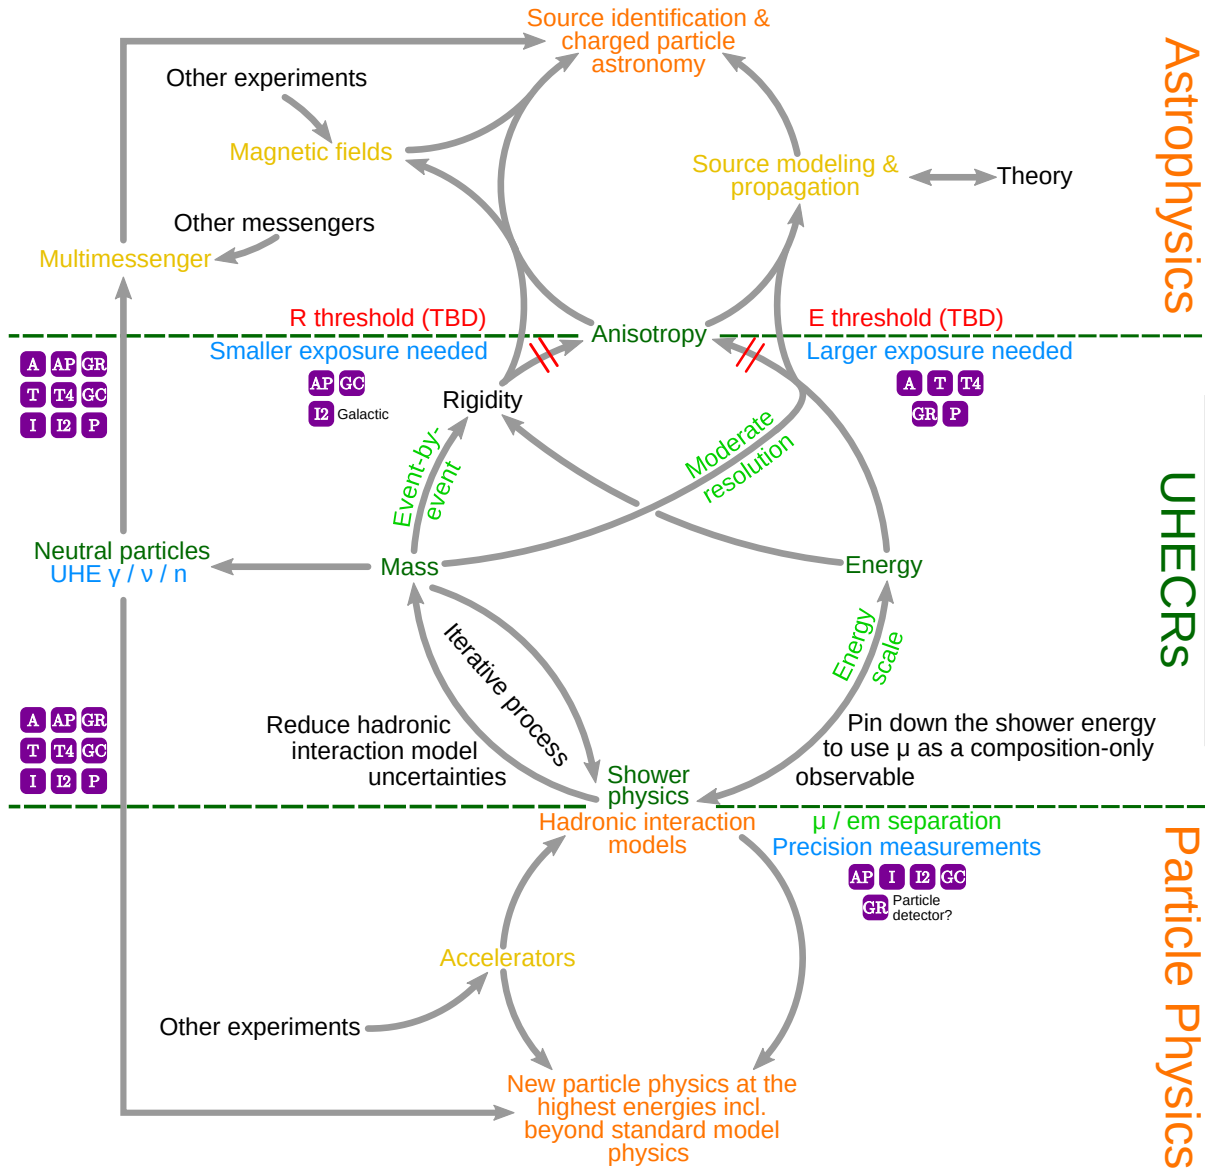 Source identification &
charged particle
astronomy
Astrophysics
Other experiments
Magnetic fields
Source modeling &
propagation
Theory
Other messengers
Multimessenger
R threshold (TBD)
Anisotropy
E threshold (TBD)
Smaller exposure needed
Larger exposure needed
A AP GR
T T4 GC
I I2 P
AP GC
I2 Galactic
A T T4
GR P
Rigidity
Event-by-
event
Moderate
resolution
UHECRs
Neutral particles
UHE γ / ν / n
Mass
Energy
Energy
scale
Iterative process
A AP GR
T T4 GC
I I2 P
Reduce hadronic
interaction model
uncertainties
Pin down the shower energy
to use μ as a composition-only
observable
Shower
physics
Hadronic interaction
models
μ / em separation
Precision measurements
AP I I2 GC
GR Particle
detector?
Particle Physics
Accelerators
Other experiments
New particle physics at the
highest energies incl.
beyond standard model
physics